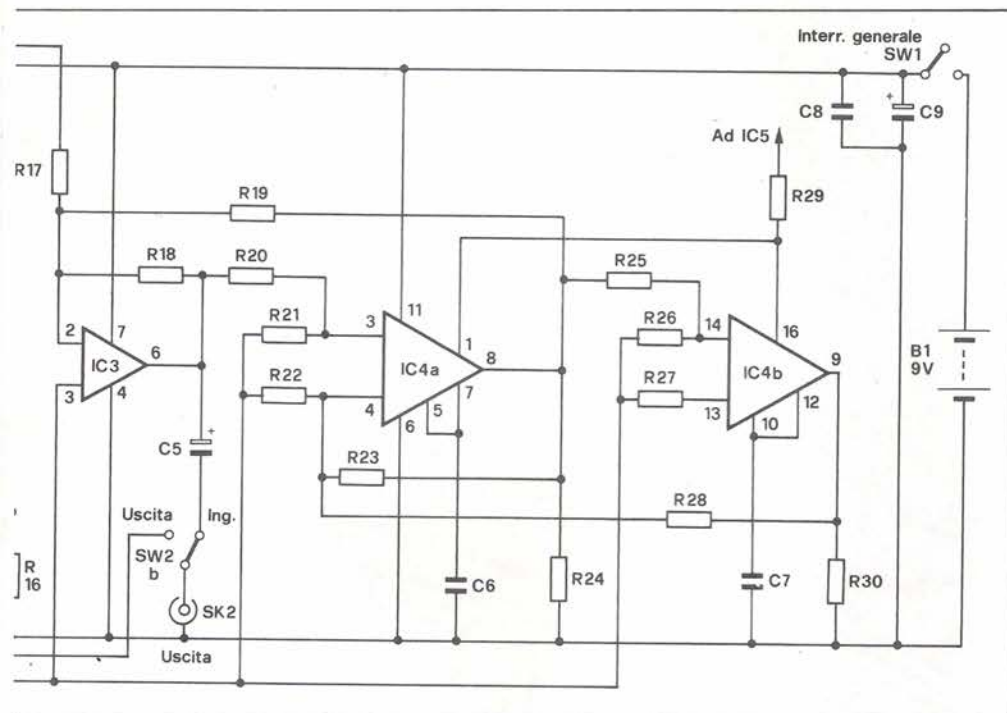 Interr. generale
SW1
C8
+
C9
Ad IC5
R17
R19
R29
R18
R20
R25
R21
3
11
R26
14
16
2
7
IC3
6
1
8
IC4a
9
IC4b
B1
9V
R22
4
7
5
6
R27
13
12
10
3
4
+
C5
R23
R28
Uscita
Ing.
SW2
b
R
16
SK2
C6
R24
C7
R30
Uscita